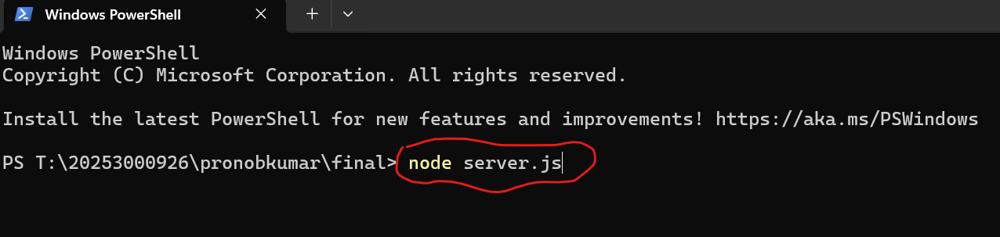 Windows PowerShell
Windows PowerShell
Copyright (C) Microsoft Corporation. All rights reserved.
Install the latest PowerShell for new features and improvements! https://aka.ms/PSWindows
PS T:\20253000926\pronobkumar\final> node server.js